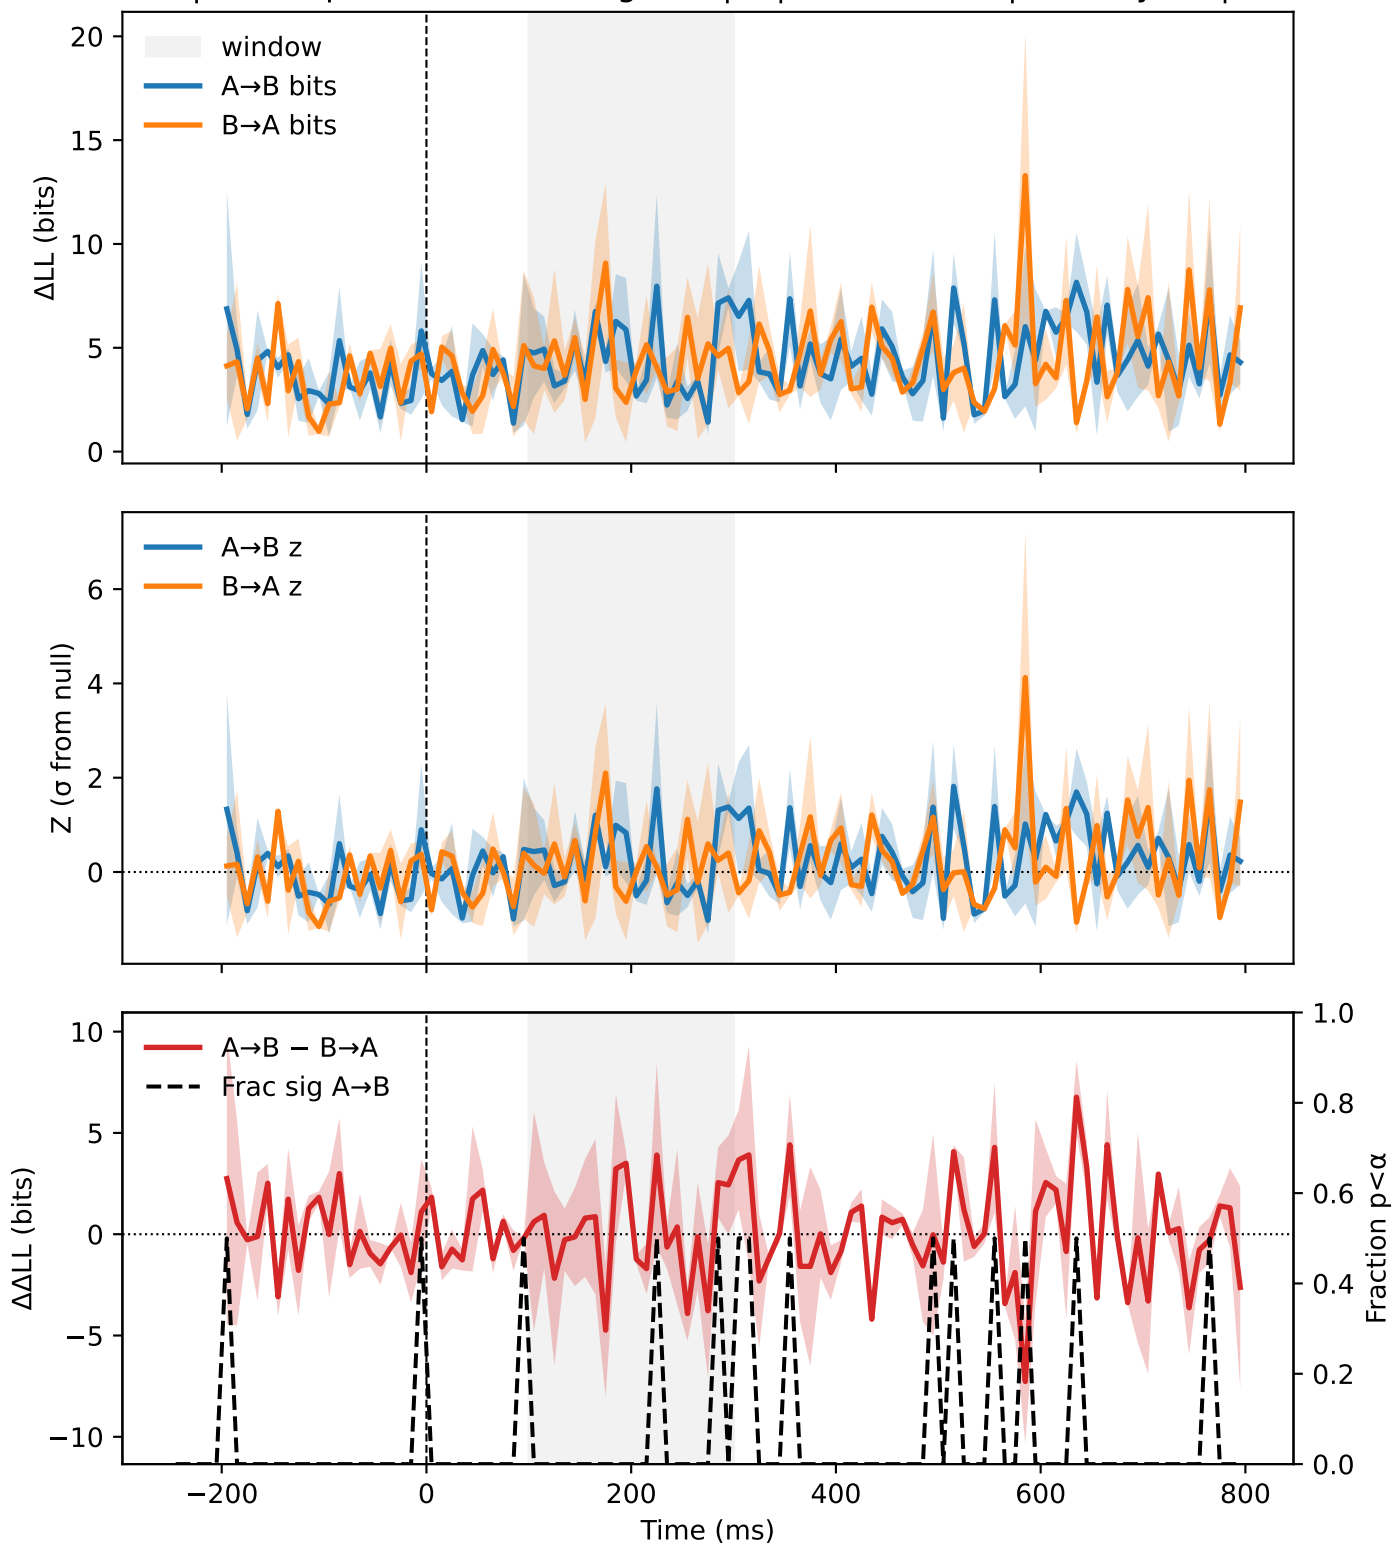 20
15
10
5
0
ΔLL (bits)
window
A→B bits
B→A bits
6
4
2
0
Z (σ from null)
A→B z
B→A z
10
5
0
−5
−10
ΔΔLL (bits)
A→B − B→A
Frac sig A→B
1.0
0.8
0.6
0.4
0.2
0.0
Fraction p<α
−200
0
200
400
600
800
Time (ms)